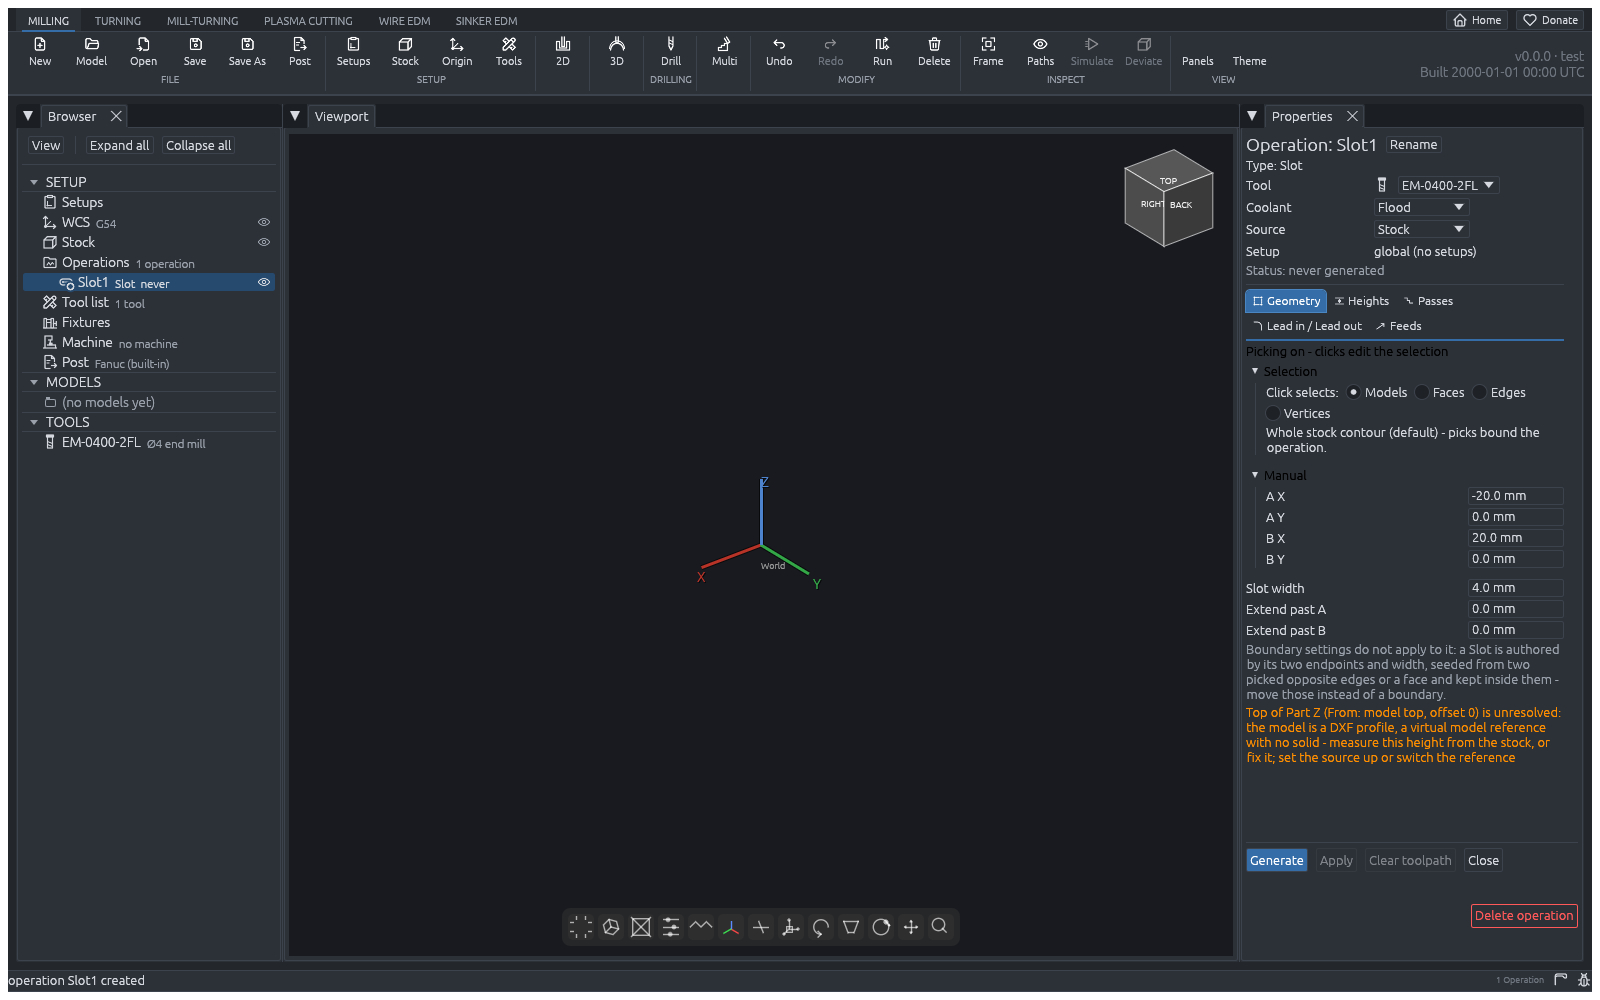 MILLING TURNING MILL-TURNING PLASMA CUTTING WIRE EDM SINKER EDM Home Donate
New Model Open Save Save As Post Setups Stock Origin Tools 2D 3D Drill Multi Undo Redo Run Delete Frame Paths Simulate Deviate Panels Theme
FILE SETUP DRILLING MODIFY INSPECT VIEW
v0.0.0 · test
Built 2000-01-01 00:00 UTC
Browser
View Expand all Collapse all
SETUP
Setups
WCS G54
Stock
Operations 1 operation
Slot1 Slot never
Tool list 1 tool
Fixtures
Machine no machine
Post Fanuc (built-in)
MODELS
(no models yet)
TOOLS
EM-0400-2FL Ø4 end mill
Viewport
TOP
RIGHT BACK
Z
World
X
Y
Properties
Operation: Slot1 Rename
Type: Slot
Tool EM-0400-2FL
Coolant Flood
Source Stock
Setup global (no setups)
Status: never generated
Geometry Heights Passes
Lead in / Lead out Feeds
Picking on - clicks edit the selection
Selection
Click selects: Models Faces Edges
Vertices
Whole stock contour (default) - picks bound the
operation.
Manual
A X -20.0 mm
A Y 0.0 mm
B X 20.0 mm
B Y 0.0 mm
Slot width 4.0 mm
Extend past A 0.0 mm
Extend past B 0.0 mm
Boundary settings do not apply to it: a Slot is authored
by its two endpoints and width, seeded from two
picked opposite edges or a face and kept inside them -
move those instead of a boundary.
Top of Part Z (From: model top, offset 0) is unresolved:
the model is a DXF profile, a virtual model reference
with no solid - measure this height from the stock, or
fix it; set the source up or switch the reference
Generate Apply Clear toolpath Close
Delete operation
operation Slot1 created
1 Operation